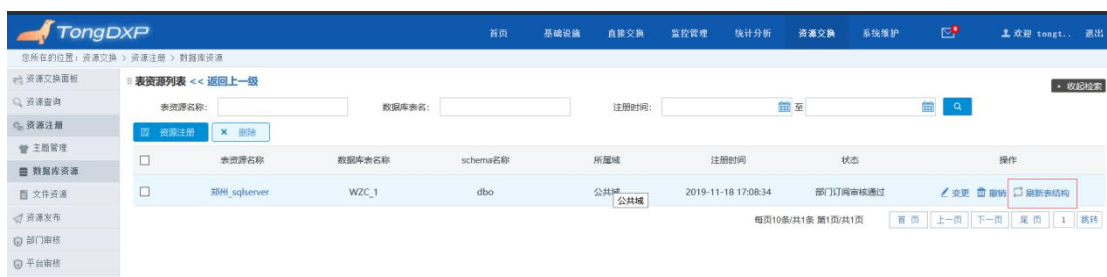 TongDXP 首页 基础设施 直接交换 监控管理 统计分析 资源交换 系统维护 欢迎 tongt.. 退出
您所在的位置：资源交换 > 资源注册 > 数据库资源
资源交换面板
资源查询
资源注册
主题管理
数据库资源
文件资源
资源发布
部门审核
平台审核
表资源列表 << 返回上一级
收起检索
表资源名称： 数据库表名： 注册时间： 至
资源注册 × 删除
表资源名称 数据库表名称 schema名称 所属域 注册时间 状态 操作
郑州_sqlserver WZC_1 dbo 公共域 2019-11-18 17:08:34 部门订阅审核通过 变更 撤销 刷新表结构
公共域
每页10条/共1条 第1页/共1页 首 页 上一页 下一页 尾 页 1 跳转